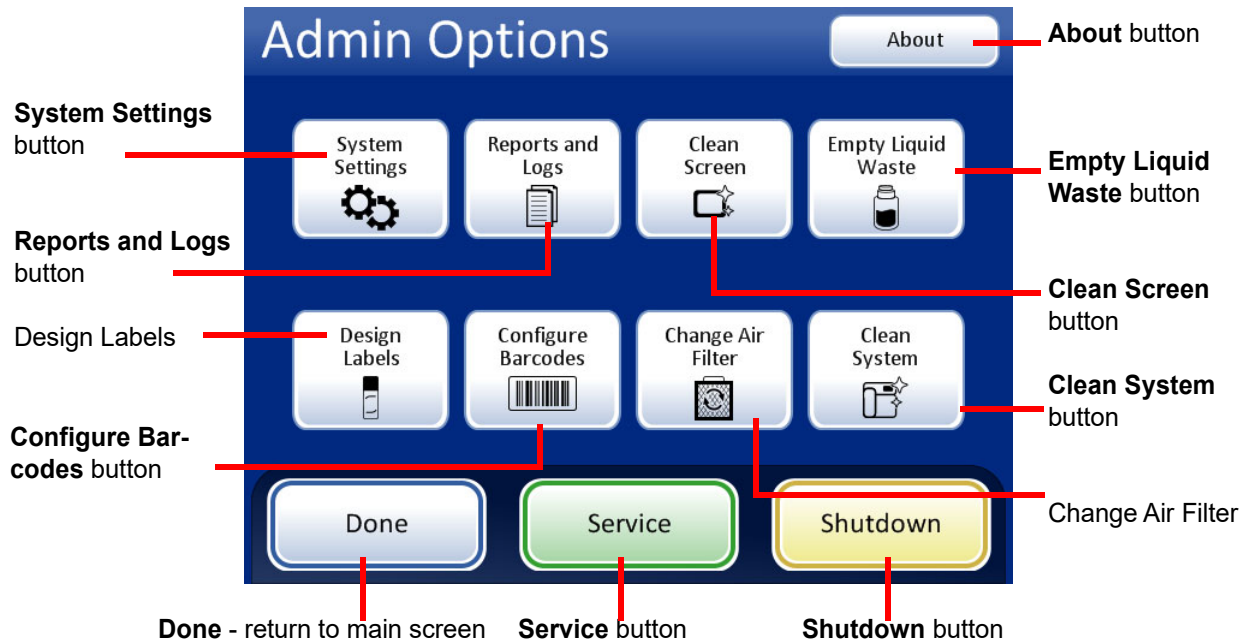 Admin Options
About
About button
System Settings
button
System
Settings
Reports and
Logs
Clean
Screen
Empty Liquid
Waste
Empty Liquid
Waste button
Reports and Logs
button
Clean Screen
button
Design Labels
Design
Labels
Configure
Barcodes
Change Air
Filter
Clean
System
Clean System
button
Configure Bar-
codes button
Change Air Filter
Done
Service
Shutdown
Done - return to main screen
Service button
Shutdown button